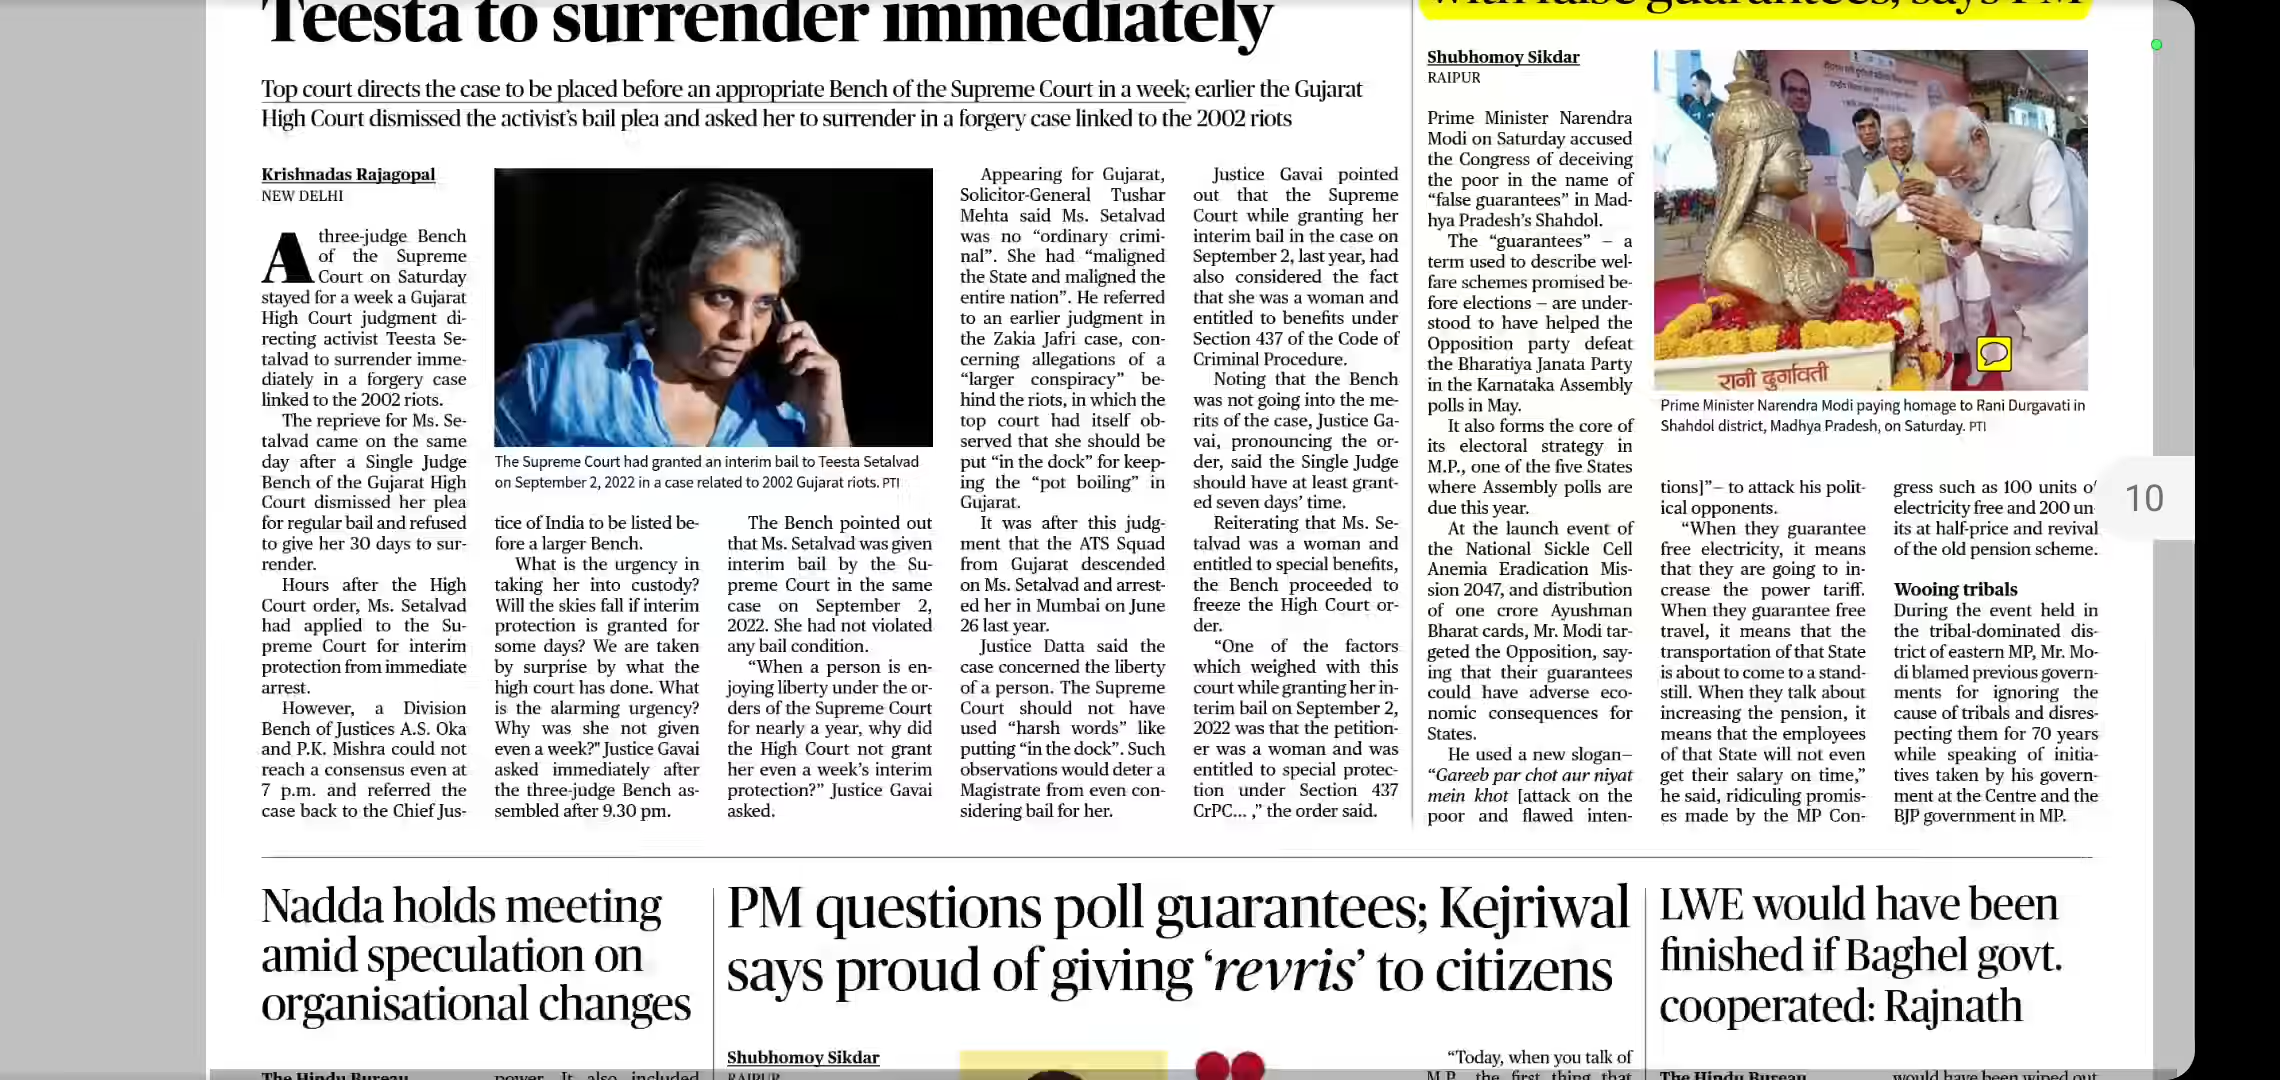 Teesta to surrender immediately
Top court directs the case to be placed before an appropriate Bench of the Supreme Court in a week; earlier the Gujarat
High Court dismissed the activist's bail plea and asked her to surrender in a forgery case linked to the 2002 riots
Krishnadas Rajagopal
NEW DELHI
A three-judge Bench
of the Supreme
Court on Saturday
stayed for a week a Gujarat
High Court judgment di-
recting activist Teesta Se-
talvad to surrender imme-
diately in a forgery case
linked to the 2002 riots.
The reprieve for Ms. Se-
talvad came on the same
day after a Single Judge
Bench of the Gujarat High
Court dismissed her plea
for regular bail and refused
to give her 30 days to sur-
render.
Hours after the High
Court order, Ms. Setalvad
had applied to the Su-
preme Court for interim
protection from immediate
arrest.
However, a Division
Bench of Justices A.S. Oka
and P.K. Mishra could not
reach a consensus even at
7 p.m. and referred the
case back to the Chief Jus-
The Supreme Court had granted an interim bail to Teesta Setalvad
on September 2, 2022 in a case related to 2002 Gujarat riots. PTI
tice of India to be listed be-
fore a larger Bench.
What is the urgency in
taking her into custody?
Will the skies fall if interim
protection is granted for
some days? We are taken
by surprise by what the
high court has done. What
is the alarming urgency?
Why was she not given
even a week?" Justice Gavai
asked immediately after
the three-judge Bench as-
sembled after 9.30 pm.
The Bench pointed out
that Ms. Setalvad was given
interim bail by the Su-
preme Court in the same
case on September 2,
2022. She had not violated
any bail condition.
"When a person is en-
joying liberty under the or-
ders of the Supreme Court
for nearly a year, why did
the High Court not grant
her even a week's interim
protection?" Justice Gavai
asked.
Appearing for Gujarat,
Solicitor-General Tushar
Mehta said Ms. Setalvad
was no "ordinary crimi-
nal". She had "maligned
the State and maligned the
entire nation". He referred
to an earlier judgment in
the Zakia Jafri case, con-
cerning allegations of a
"larger conspiracy" be-
hind the riots, in which the
top court had itself ob-
served that she should be
put "in the dock" for keep-
ing the "pot boiling" in
Gujarat.
It was after this judg-
ment that the ATS Squad
from Gujarat descended
on Ms. Setalvad and arrest-
ed her in Mumbai on June
26 last year.
Justice Datta said the
case concerned the liberty
of a person. The Supreme
Court should not have
used "harsh words" like
putting "in the dock". Such
observations would deter a
Magistrate from even con-
sidering bail for her.
Justice Gavai pointed
out that the Supreme
Court while granting her
interim bail in the case on
September 2, last year, had
also considered the fact
that she was a woman and
entitled to benefits under
Section 437 of the Code of
Criminal Procedure.
Noting that the Bench
was not going into the me-
rits of the case, Justice Ga-
vai, pronouncing the or-
der, said the Single Judge
should have at least grant-
ed seven days' time.
Reiterating that Ms. Se-
talvad was a woman and
entitled to special benefits,
the Bench proceeded to
freeze the High Court or-
der.
"One of the factors
which weighed with this
court while granting her in-
terim bail on September 2,
2022 was that the petition-
er was a woman and was
entitled to special protec-
tion under Section 437
CrPC... ," the order said.
with false guarantees, says PM
Shubhomoy Sikdar
RAIPUR
Prime Minister Narendra
Modi on Saturday accused
the Congress of deceiving
the poor in the name of
"false guarantees" in Mad-
hya Pradesh's Shahdol.
The "guarantees" – a
term used to describe wel-
fare schemes promised be-
fore elections – are under-
stood to have helped the
Opposition party defeat
the Bharatiya Janata Party
in the Karnataka Assembly
polls in May.
It also forms the core of
its electoral strategy in
M.P., one of the five States
where Assembly polls are
due this year.
At the launch event of
the National Sickle Cell
Anemia Eradication Mis-
sion 2047, and distribution
of one crore Ayushman
Bharat cards, Mr. Modi tar-
geted the Opposition, say-
ing that their guarantees
could have adverse eco-
nomic consequences for
States.
He used a new slogan–
"Gareeb par chot aur niyat
mein khot [attack on the
poor and flawed inten-
रानी दुर्गावती
Prime Minister Narendra Modi paying homage to Rani Durgavati in
Shahdol district, Madhya Pradesh, on Saturday. PTI
tions]"– to attack his polit-
ical opponents.
"When they guarantee
free electricity, it means
that they are going to in-
crease the power tariff.
When they guarantee free
travel, it means that the
transportation of that State
is about to come to a stand-
still. When they talk about
increasing the pension, it
means that the employees
of that State will not even
get their salary on time,"
he said, ridiculing promis-
es made by the MP Con-
gress such as 100 units of
electricity free and 200 un-
its at half-price and revival
of the old pension scheme.
Wooing tribals
During the event held in
the tribal-dominated dis-
trict of eastern MP, Mr. Mo-
di blamed previous govern-
ments for ignoring the
cause of tribals and disres-
pecting them for 70 years
while speaking of initia-
tives taken by his govern-
ment at the Centre and the
BJP government in MP.
10
Nadda holds meeting
amid speculation on
organisational changes
The Hindu Bureau
power. It also included
PM questions poll guarantees; Kejriwal
says proud of giving 'revris' to citizens
Shubhomoy Sikdar
RAIPUR
"Today, when you talk of
M.P., the first thing that
LWE would have been
finished if Baghel govt.
cooperated: Rajnath
The Hindu Bureau
would have been wiped out